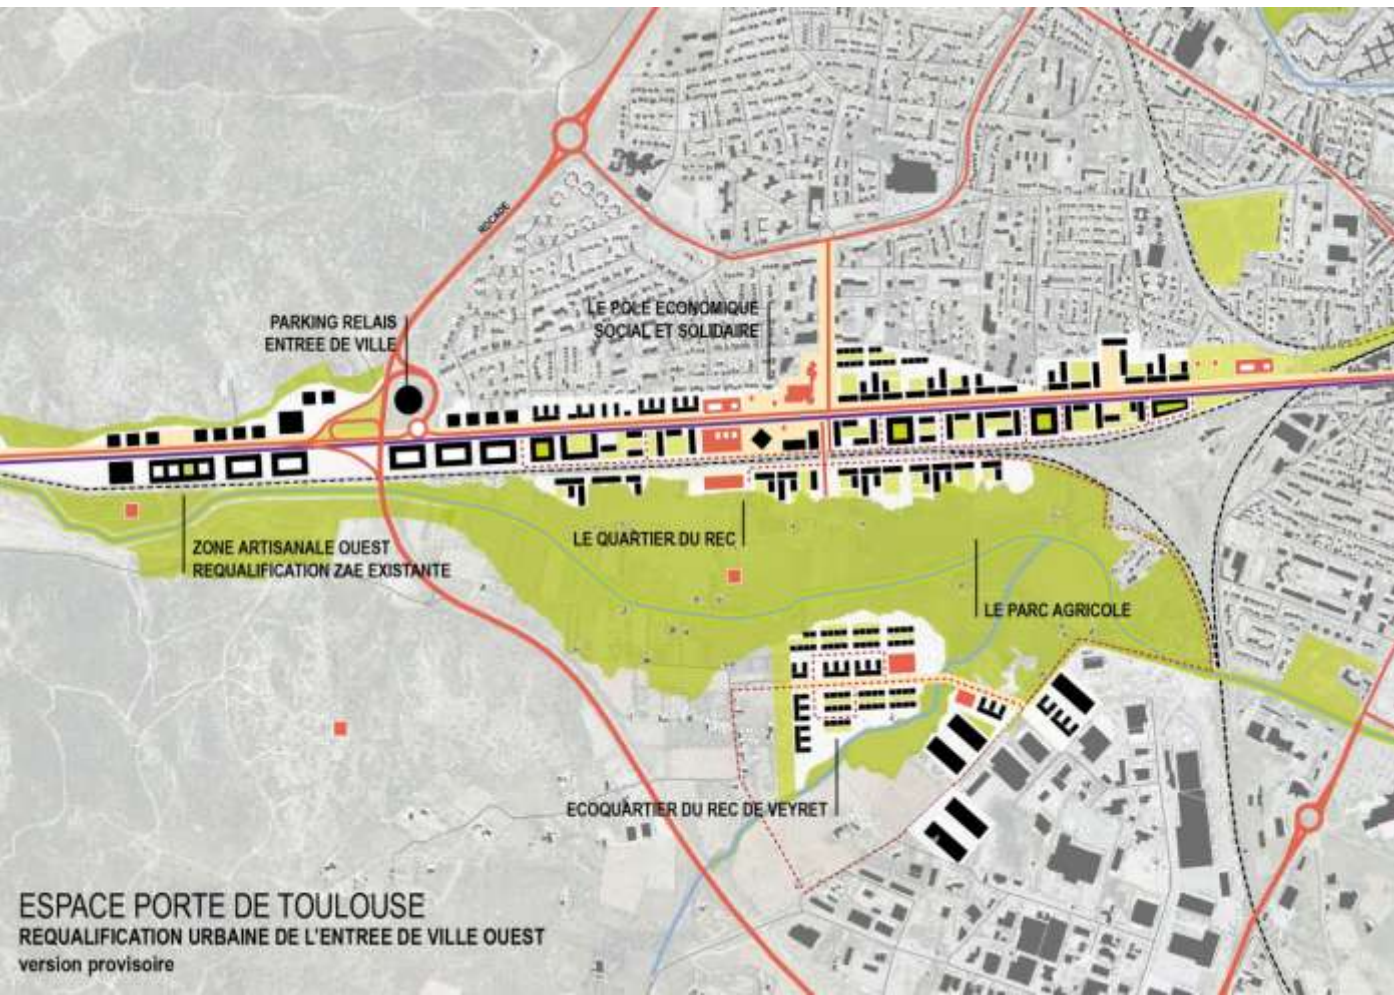 ROCADE
LE POLE ECONOMIQUE
SOCIAL ET SOLIDAIRE
PARKING RELAIS
ENTREE DE VILLE
LE QUARTIER DU REC
ZONE ARTISANALE OUEST
REQUALIFICATION ZAE EXISTANTE
LE PARC AGRICOLE
ECOQUARTIER DU REC DE VEYRET
ESPACE PORTE DE TOULOUSE
REQUALIFICATION URBAINE DE L'ENTREE DE VILLE OUEST
version provisoire